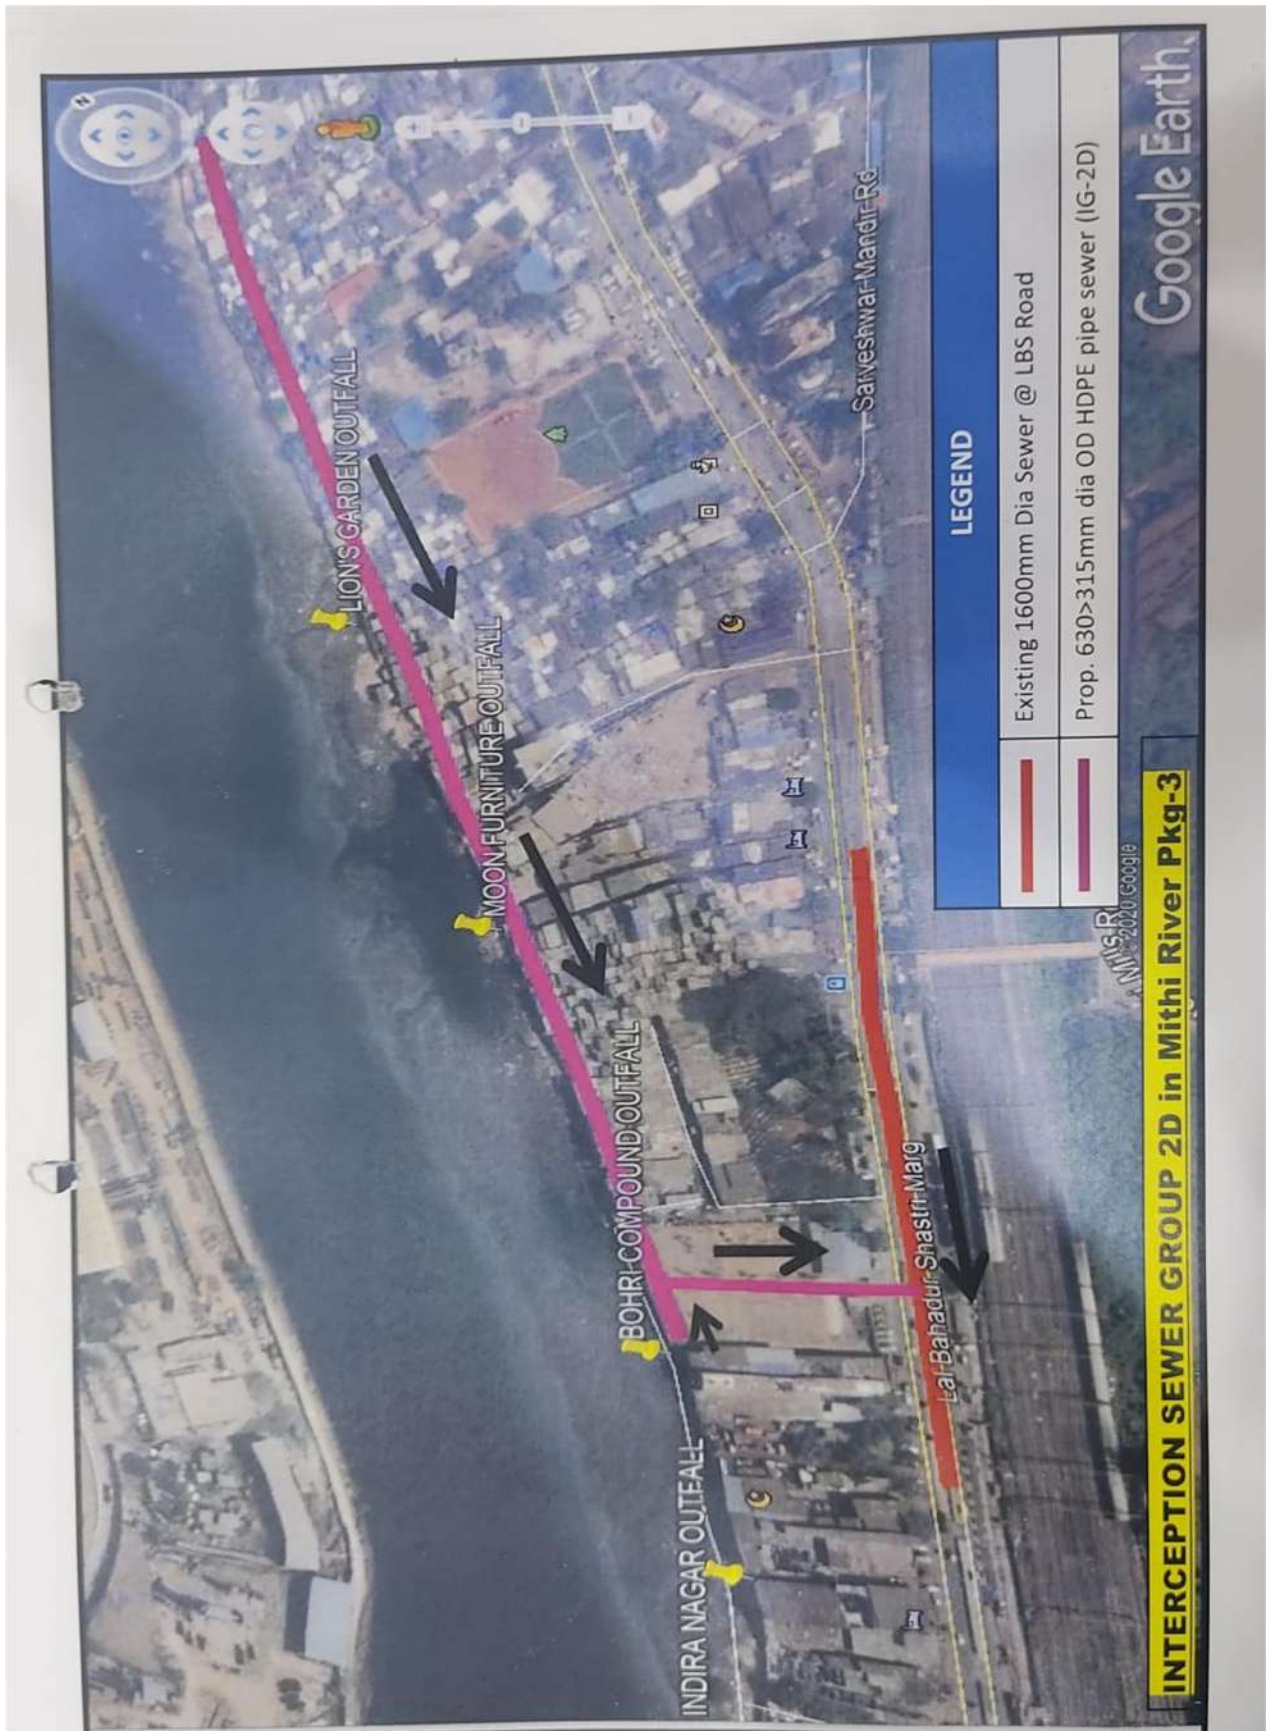 N
LION'S GARDEN OUTFALL
MOON FURNITURE OUTFALL
BOHRI COMPOUND OUTFALL
INDIRA NAGAR OUTFALL
Sarveshwar Mandir Rd
Lal Bahadur Shastri Marg
LEGEND
Existing 1600mm Dia Sewer @ LBS Road
Prop. 630>315mm dia OD HDPE pipe sewer (IG-2D)
© 2020 Google
Google Earth
INTERCEPTION SEWER GROUP 2D in Mithi River Pkg-3